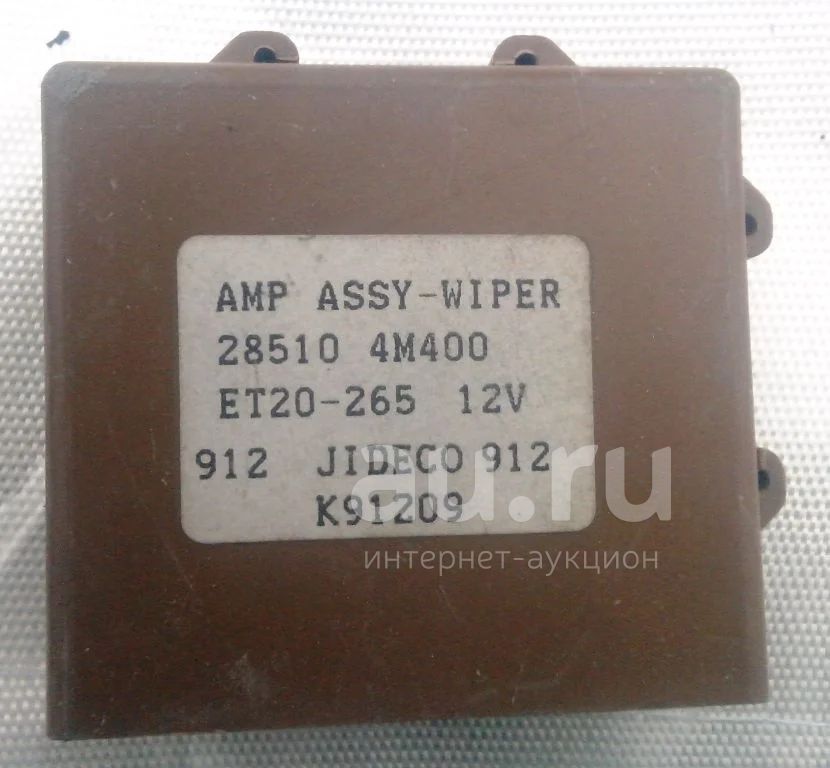 AMP ASSY-WIPER
28510 4M400
ET20-265 12V
912 JIDECO 912
K91209
au.ru
интернет-аукцион